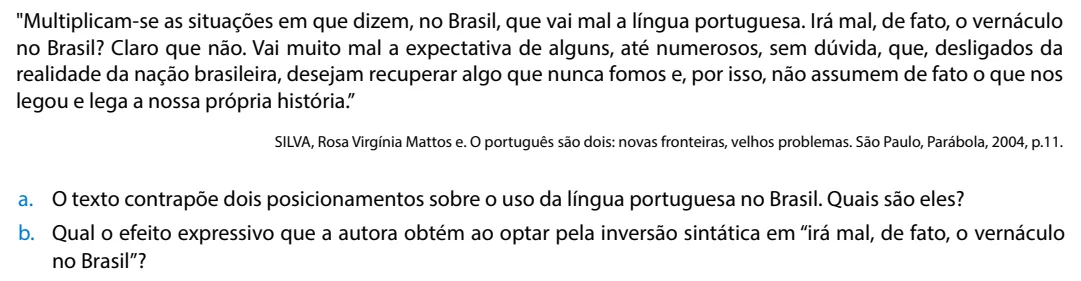 "Multiplicam-se as situações em que dizem, no Brasil, que vai mal a língua portuguesa. Irá mal, de fato, o vernáculo
no Brasil? Claro que não. Vai muito mal a expectativa de alguns, até numerosos, sem dúvida, que, desligados da
realidade da nação brasileira, desejam recuperar algo que nunca fomos e, por isso, não assumem de fato o que nos
legou e lega a nossa própria história."
SILVA, Rosa Virgínia Mattos e. O português são dois: novas fronteiras, velhos problemas. São Paulo, Parábola, 2004, p.11.
a. O texto contrapõe dois posicionamentos sobre o uso da língua portuguesa no Brasil. Quais são eles?
b. Qual o efeito expressivo que a autora obtém ao optar pela inversão sintática em “irá mal, de fato, o vernáculo
no Brasil”?